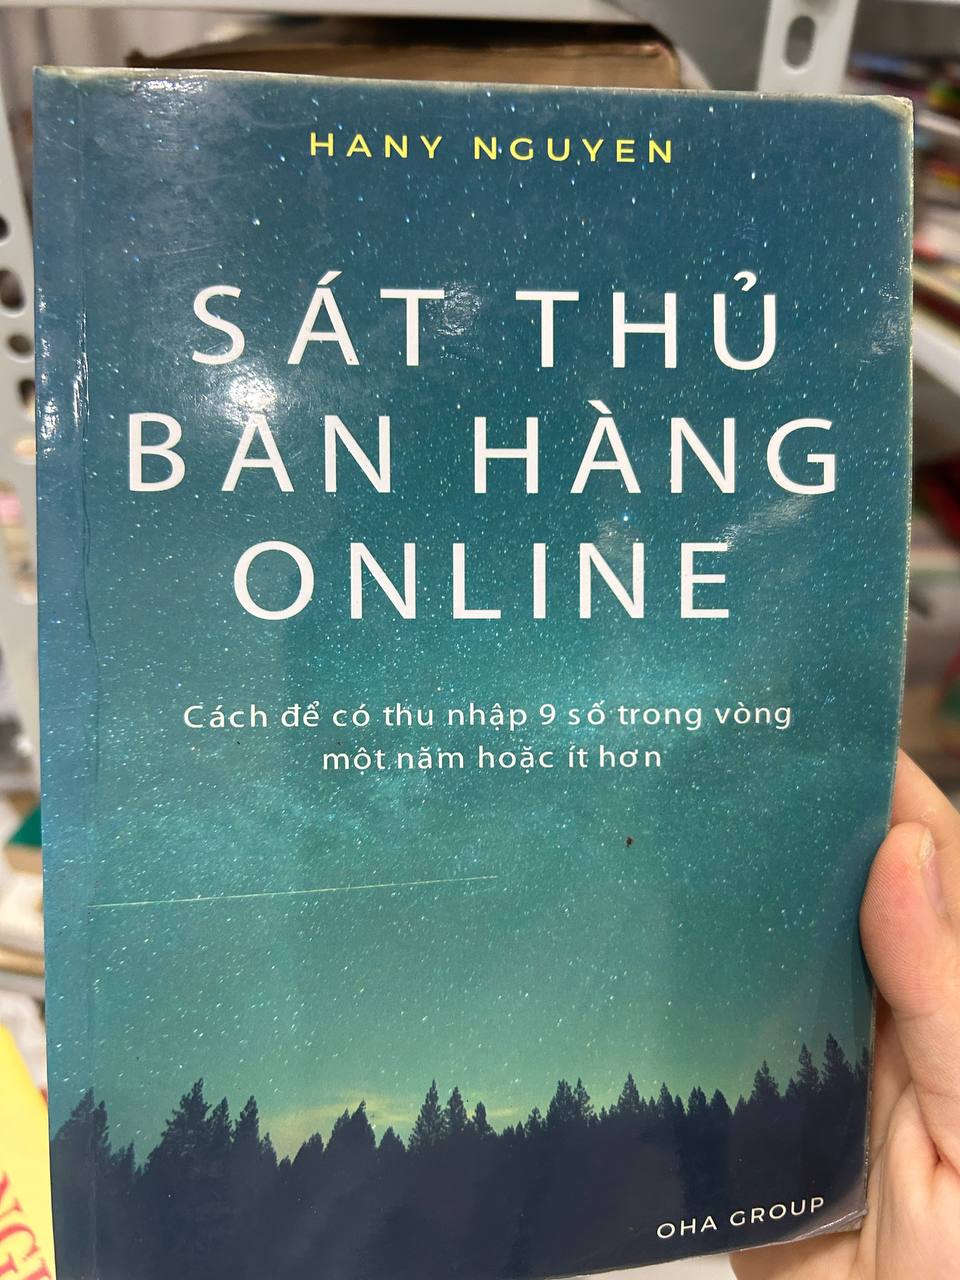 HANY NGUYEN
SÁT THỦ
BÁN HÀNG
ONLINE
Cách để có thu nhập 9 số trong vòng
một năm hoặc ít hơn
OHA GROUP